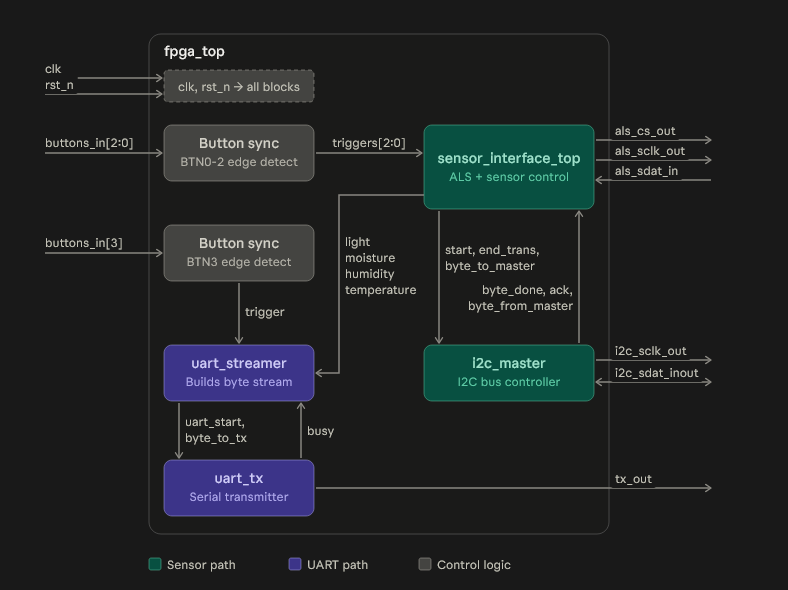 fpga_top
clk
rst_n
clk, rst_n → all blocks
buttons_in[2:0]
Button sync
BTN0-2 edge detect
triggers[2:0]
sensor_interface_top
ALS + sensor control
als_cs_out
als_sclk_out
als_sdat_in
buttons_in[3]
Button sync
BTN3 edge detect
light
moisture
humidity
temperature
start, end_trans,
byte_to_master
byte_done, ack,
byte_from_master
trigger
uart_streamer
Builds byte stream
i2c_master
I2C bus controller
i2c_sclk_out
i2c_sdat_inout
uart_start,
byte_to_tx
busy
uart_tx
Serial transmitter
tx_out
Sensor path
UART path
Control logic